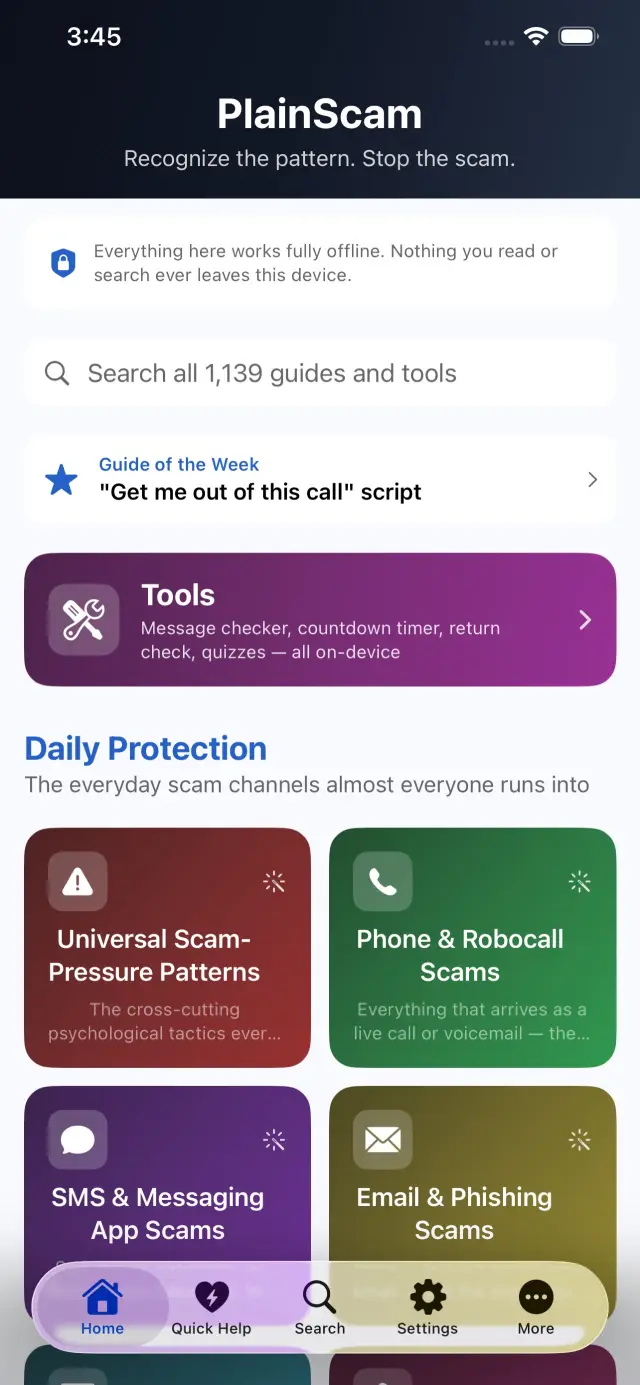 3:45
PlainScam
Recognize the pattern. Stop the scam.
Everything here works fully offline. Nothing you read or
search ever leaves this device.
Search all 1,139 guides and tools
Guide of the Week
"Get me out of this call" script
Tools
Message checker, countdown timer, return
check, quizzes — all on-device
Daily Protection
The everyday scam channels almost everyone runs into
Universal Scam-
Pressure Patterns
The cross-cutting
psychological tactics ever...
Phone & Robocall
Scams
Everything that arrives as a
live call or voicemail — the...
SMS & Messaging
App Scams
Email & Phishing
Scams
Home
Quick Help
Search
Settings
More